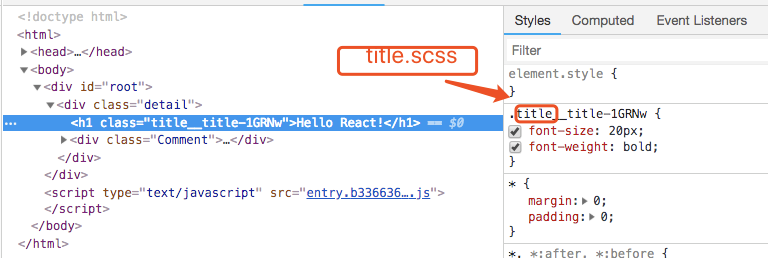 <!doctype html>
<html>
<head>…</head>
<body>
<div id="root">
<div class="detail">
<h1 class="title__title-1GRNw">Hello React!</h1> == $0
<div class="Comment">…</div>
</div>
</div>
<script type="text/javascript" src="entry.b336636….js">
</script>
</body>
</html>
title.scss
Styles Computed Event Listeners
Filter
element.style {
}
.title__title-1GRNw {
font-size: 20px;
font-weight: bold;
}
* {
margin: 0;
padding: 0;
}
*, *:after, *:before {